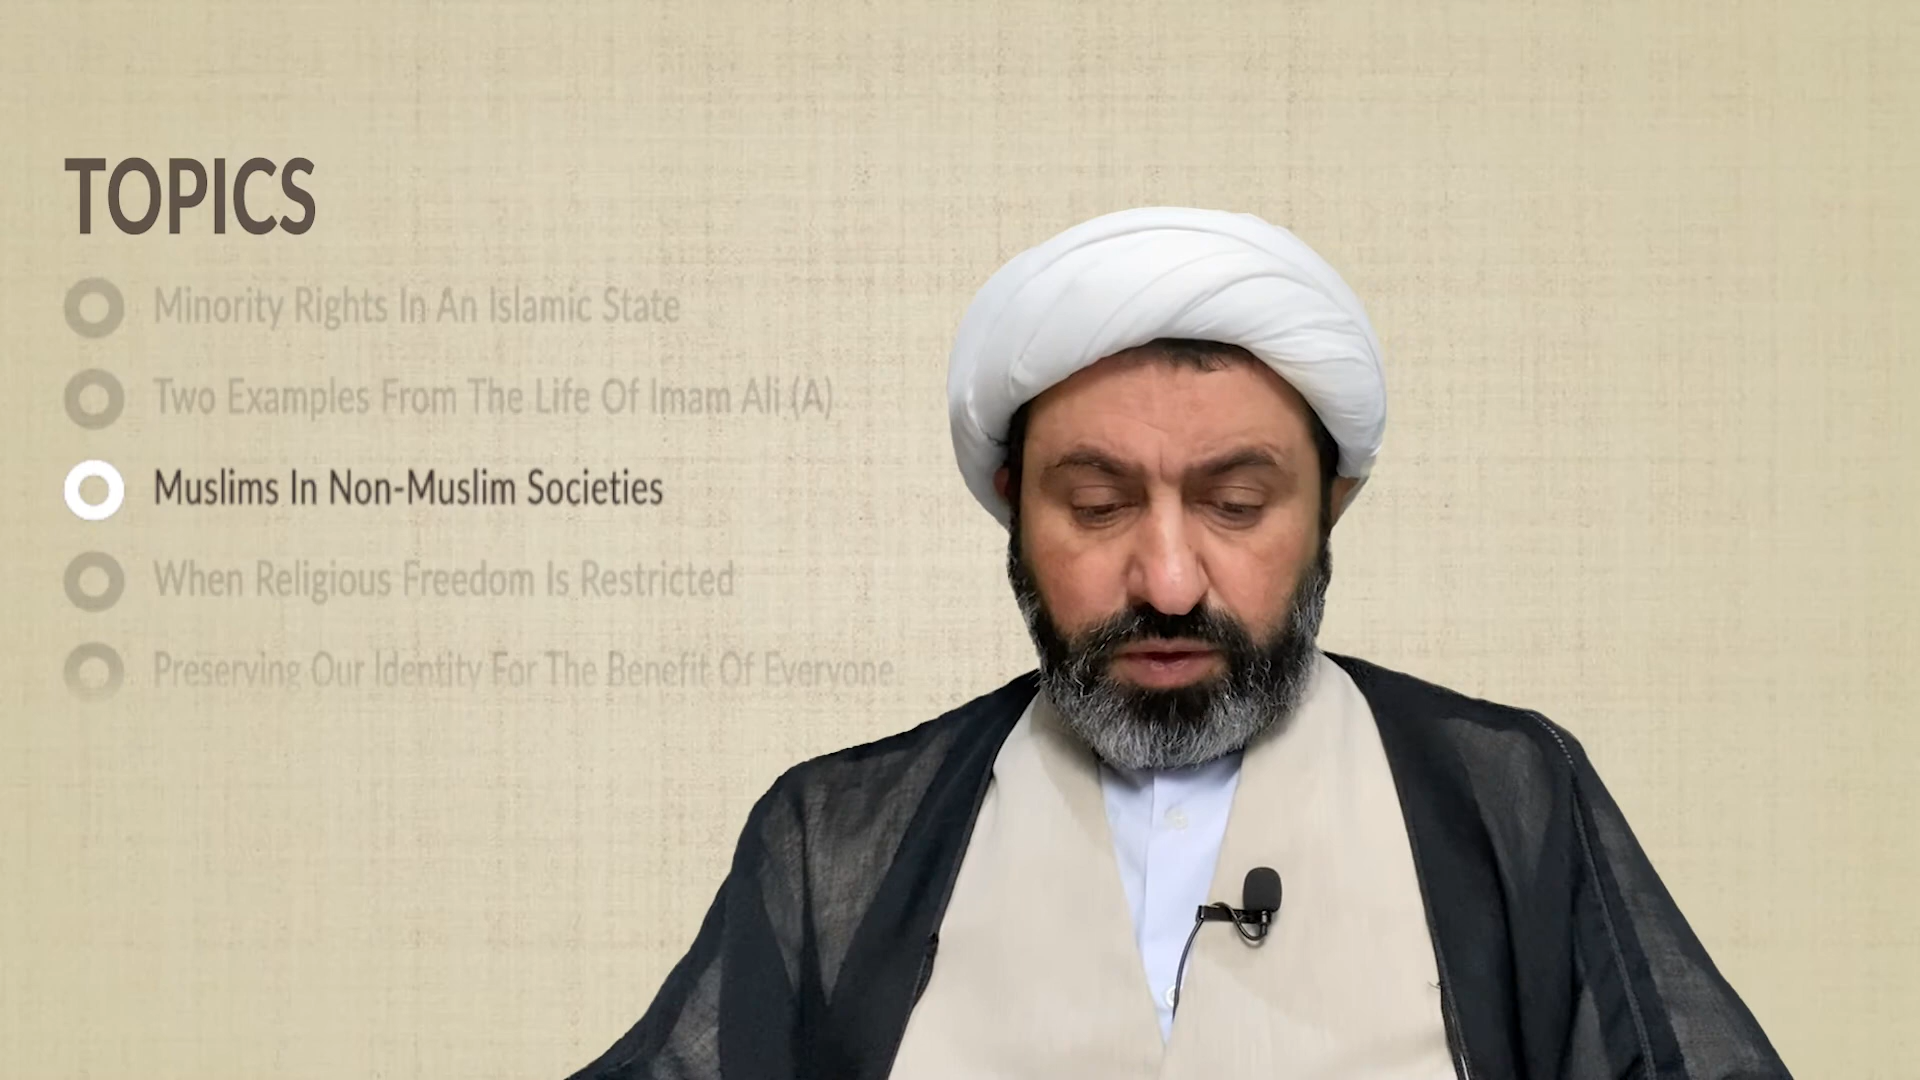 TOPICS
Minority Rights In An Islamic State
Two Examples From The Life Of Imam Ali (A)
Muslims In Non-Muslim Societies
When Religious Freedom Is Restricted
Preserving Our Identity For The Benefit Of Everyone